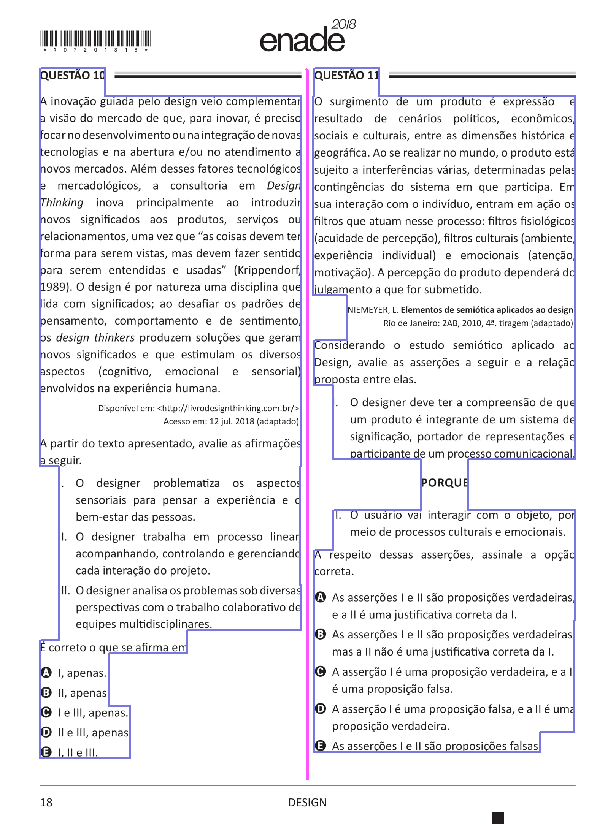 *R0720181 8*
enade2018
QUESTÃO 10
A inovação guiada pelo design veio complementar
a visão do mercado de que, para inovar, é preciso
focar no desenvolvimento ou na integração de novas
tecnologias e na abertura e/ou no atendimento a
novos mercados. Além desses fatores tecnológicos
e mercadológicos, a consultoria em Design
Thinking inova principalmente ao introduzir
novos significados aos produtos, serviços ou
relacionamentos, uma vez que “as coisas devem ter
forma para serem vistas, mas devem fazer sentido
para serem entendidas e usadas” (Krippendorf,
1989). O design é por natureza uma disciplina que
lida com significados; ao desafiar os padrões de
pensamento, comportamento e de sentimento,
os design thinkers produzem soluções que geram
novos significados e que estimulam os diversos
aspectos (cognitivo, emocional e sensorial)
envolvidos na experiência humana.
Disponível em: <http://livrodesignthinking.com.br/>
Acesso em: 12 jul. 2018 (adaptado)
A partir do texto apresentado, avalie as afirmações
a seguir.
I. O designer problematiza os aspectos
sensoriais para pensar a experiência e o
bem-estar das pessoas.
II. O designer trabalha em processo linear
acompanhando, controlando e gerenciando
cada interação do projeto.
III. O designer analisa os problemas sob diversas
perspectivas com o trabalho colaborativo de
equipes multidisciplinares.
É correto o que se afirma em
A I, apenas.
B II, apenas
C I e III, apenas.
D II e III, apenas
E I, II e III.
QUESTÃO 11
O surgimento de um produto é expressão e
resultado de cenários políticos, econômicos,
sociais e culturais, entre as dimensões histórica e
geográfica. Ao se realizar no mundo, o produto está
sujeito a interferências várias, determinadas pelas
contingências do sistema em que participa. Em
sua interação com o indivíduo, entram em ação os
filtros que atuam nesse processo: filtros fisiológicos
(acuidade de percepção), filtros culturais (ambiente,
experiência individual) e emocionais (atenção,
motivação). A percepção do produto dependerá do
julgamento a que for submetido.
NIEMEYER, L. Elementos de semiótica aplicados ao design
Rio de Janeiro: 2AB, 2010, 4ª. tiragem (adaptado)
Considerando o estudo semiótico aplicado ao
Design, avalie as asserções a seguir e a relação
proposta entre elas.
I. O designer deve ter a compreensão de que
um produto é integrante de um sistema de
significação, portador de representações e
participante de um processo comunicacional.
PORQUE
II. O usuário vai interagir com o objeto, por
meio de processos culturais e emocionais.
A respeito dessas asserções, assinale a opção
correta.
A As asserções I e II são proposições verdadeiras,
e a II é uma justificativa correta da I.
B As asserções I e II são proposições verdadeiras
mas a II não é uma justificativa correta da I.
C A asserção I é uma proposição verdadeira, e a II
é uma proposição falsa.
D A asserção I é uma proposição falsa, e a II é uma
proposição verdadeira.
E As asserções I e II são proposições falsas
18
DESIGN